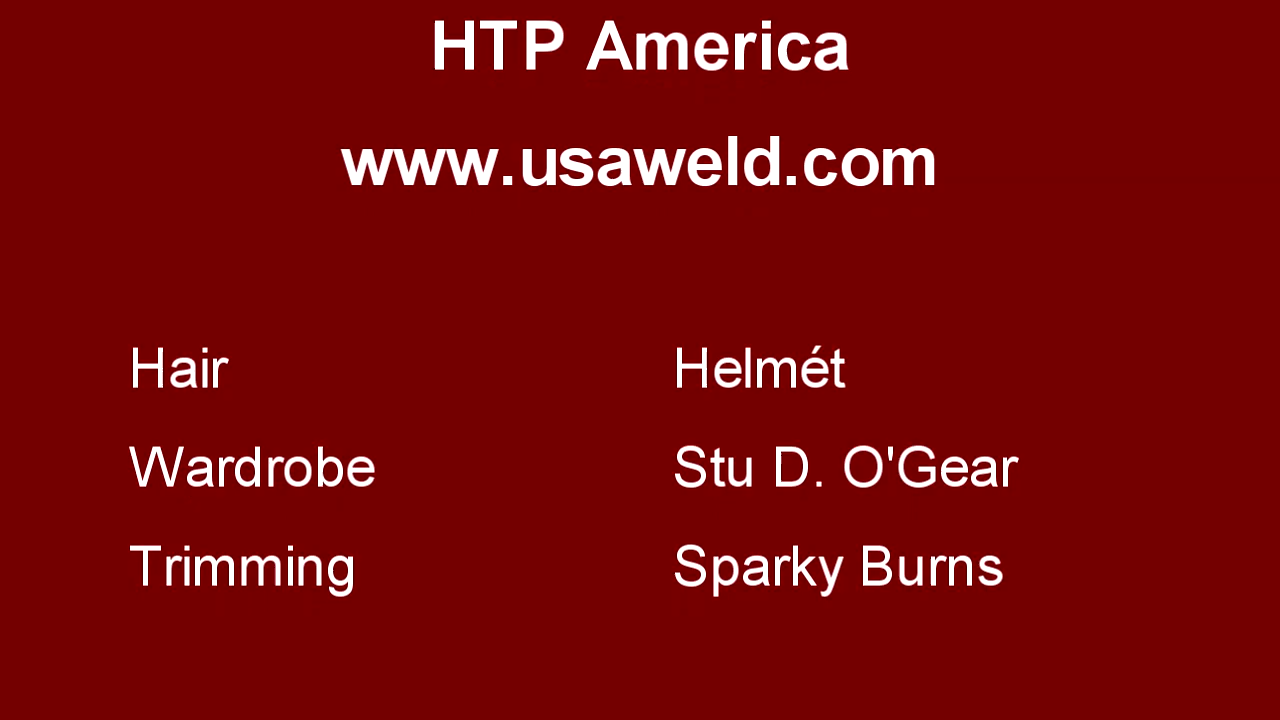 HTP America
www.usaweld.com
Hair Helmét
Wardrobe Stu D. O'Gear
Trimming Sparky Burns